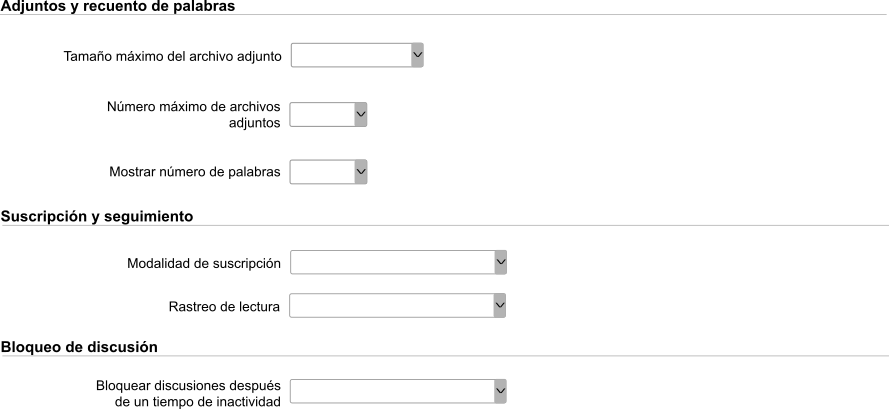 Adjuntos y recuento de palabras
Tamaño máximo del archivo adjunto
Número máximo de archivos
adjuntos
Mostrar número de palabras
Suscripción y seguimiento
Modalidad de suscripción
Rastreo de lectura
Bloqueo de discusión
Bloquear discusiones después
de un tiempo de inactividad